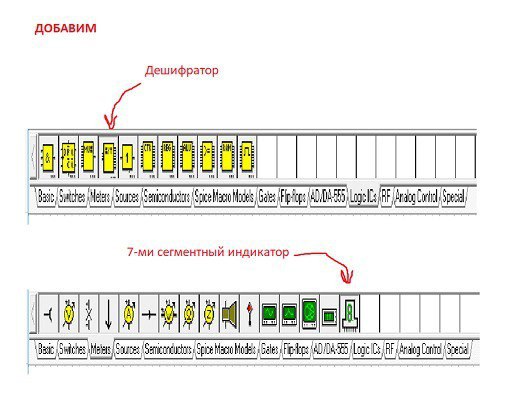 ДОБАВИМ
Дешифратор
Basic Switches Meters Sources Semiconductors Spice Macro Models Gates Flip-flops AD/DA-555 Logic ICs RF Analog Control Special
7-ми сегментный индикатор
Basic Switches Meters Sources Semiconductors Spice Macro Models Gates Flip-flops AD/DA-555 Logic ICs RF Analog Control Special